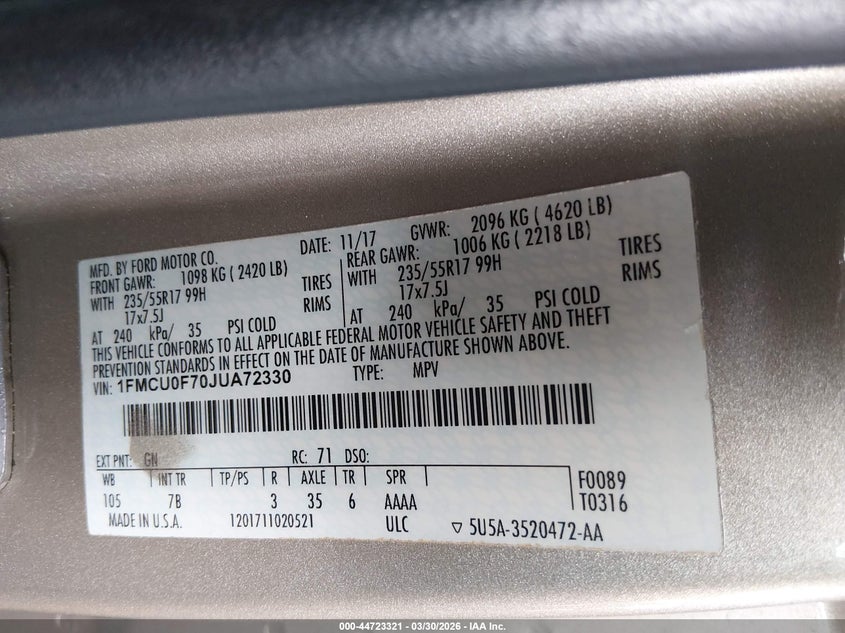 MFD. BY FORD MOTOR CO. DATE: 11/17 GVWR: 2096 KG ( 4620 LB)
FRONT GAWR: 1098 KG ( 2420 LB) REAR GAWR: 1006 KG ( 2218 LB)
WITH 235/55R17 99H TIRES WITH 235/55R17 99H TIRES
17x7.5J RIMS 17x7.5J RIMS
AT 240 kPa/ 35 PSI COLD AT 240 kPa/ 35 PSI COLD
THIS VEHICLE CONFORMS TO ALL APPLICABLE FEDERAL MOTOR VEHICLE SAFETY AND THEFT
PREVENTION STANDARDS IN EFFECT ON THE DATE OF MANUFACTURE SHOWN ABOVE.
VIN: 1FMCU0F70JUA72330 TYPE: MPV
EXT PNT: GN RC: 71 DSO:
WB INT TR TP/PS R AXLE TR SPR F0089
105 7B 3 35 6 AAAA T0316
MADE IN U.S.A. 1201711020521 ULC ▽ 5U5A-3520472-AA
000-44723321 - 03/30/2026 - IAA Inc.